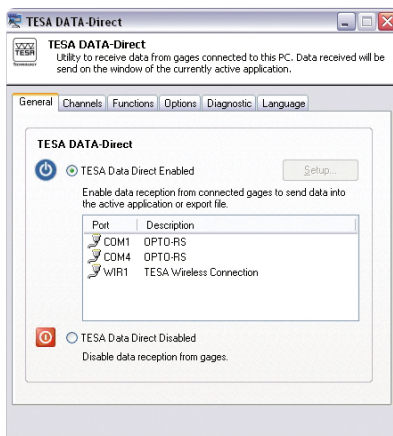 TESA DATA-Direct
TESA DATA-Direct
Utility to receive data from gages connected to this PC. Data received will be
send on the window of the currently active application.
TESA
General Channels Functions Options Diagnostic Language
TESA DATA-Direct
TESA Data Direct Enabled
Setup...
Enable data reception from connected gages to send data into
the active application or export file.
Port Description
COM1 OPTO-RS
COM4 OPTO-RS
WIR1 TESA Wireless Connection
TESA Data Direct Disabled
Disable data reception from gages.